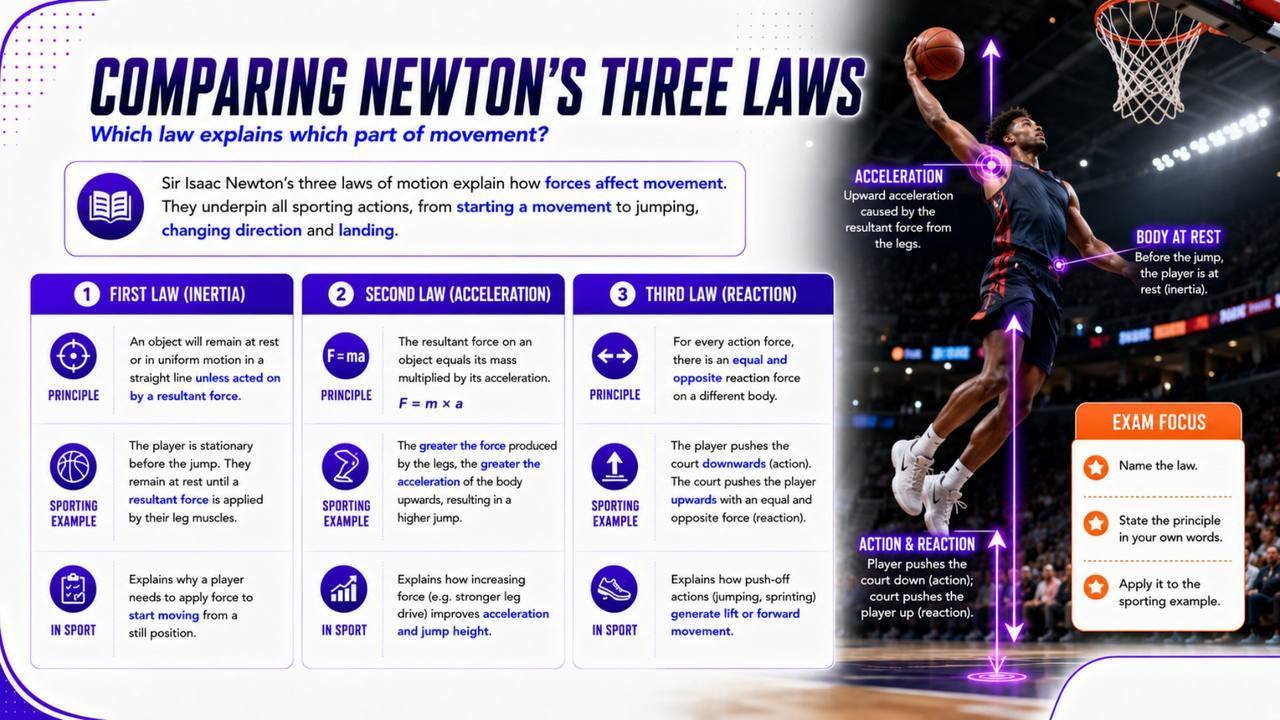 COMPARING NEWTON'S THREE LAWS
Which law explains which part of movement?
Sir Isaac Newton's three laws of motion explain how forces affect movement.
They underpin all sporting actions, from starting a movement to jumping,
changing direction and landing.
1 FIRST LAW (INERTIA)
PRINCIPLE
An object will remain at rest
or in uniform motion in a
straight line unless acted on
by a resultant force.
SPORTING
EXAMPLE
The player is stationary
before the jump. They
remain at rest until a
resultant force is applied
by their leg muscles.
IN SPORT
Explains why a player
needs to apply force to
start moving from a
still position.
2 SECOND LAW (ACCELERATION)
F=ma
PRINCIPLE
The resultant force on an
object equals its mass
multiplied by its acceleration.
F = m × a
SPORTING
EXAMPLE
The greater the force produced
by the legs, the greater the
acceleration of the body
upwards, resulting in a
higher jump.
IN SPORT
Explains how increasing
force (e.g. stronger leg
drive) improves acceleration
and jump height.
3 THIRD LAW (REACTION)
PRINCIPLE
For every action force,
there is an equal and
opposite reaction force
on a different body.
SPORTING
EXAMPLE
The player pushes the
court downwards (action).
The court pushes the player
upwards with an equal and
opposite force (reaction).
IN SPORT
Explains how push-off
actions (jumping, sprinting)
generate lift or forward
movement.
ACCELERATION
Upward acceleration
caused by the
resultant force from
the legs.
BODY AT REST
Before the jump,
the player is at
rest (inertia).
ACTION & REACTION
Player pushes the
court down (action);
court pushes the
player up (reaction).
EXAM FOCUS
Name the law.
State the principle
in your own words.
Apply it to the
sporting example.